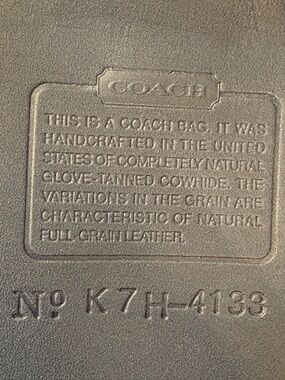 COACH
THIS IS A COACH BAG. IT WAS
HANDCRAFTED IN THE UNITED
STATES OF COMPLETELY NATURAL
GLOVE-TANNED COWHIDE. THE
VARIATIONS IN THE GRAIN ARE
CHARACTERISTIC OF NATURAL
FULL-GRAIN LEATHER.
Nº K7H-4133